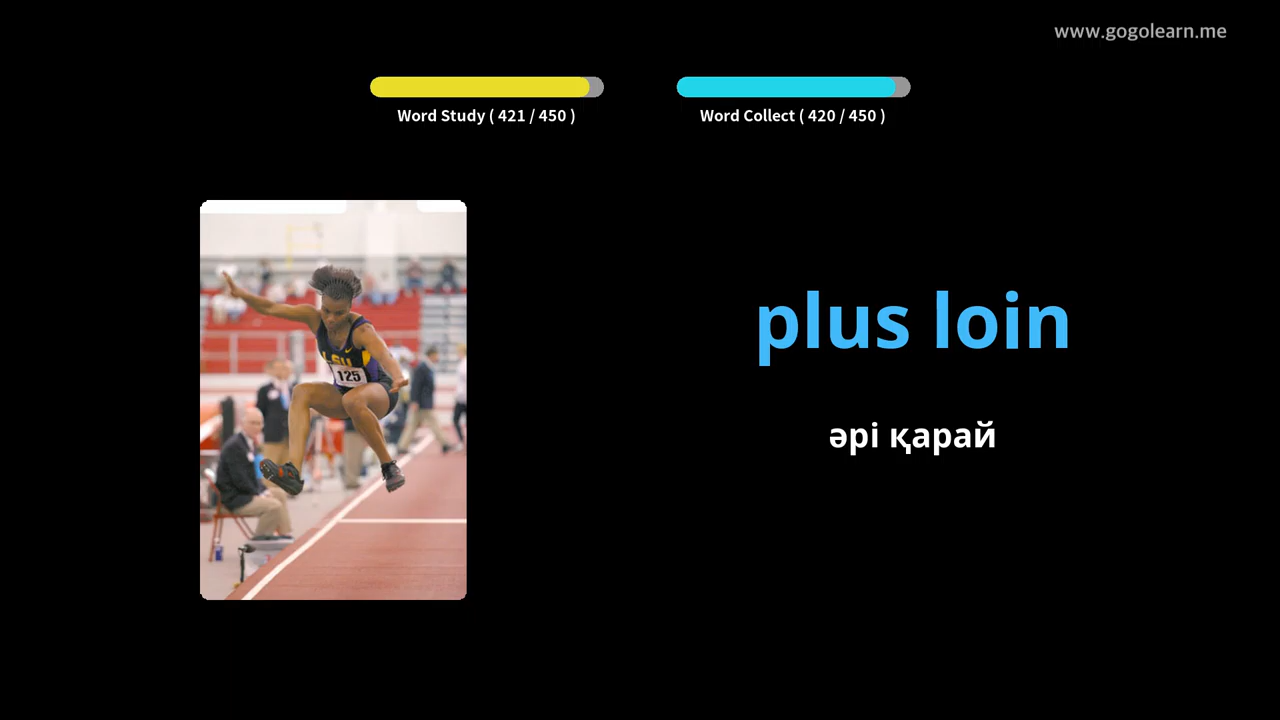 www.gogolearn.me
Word Study ( 421 / 450 )
Word Collect ( 420 / 450 )
LSU
125
plus loin
әрі қарай